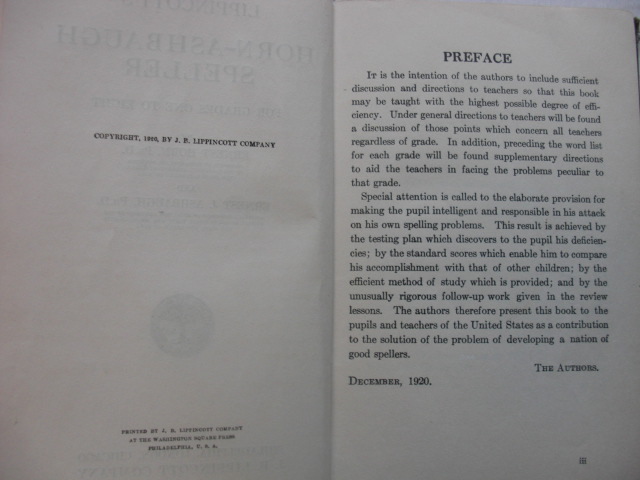 COPYRIGHT, 1920, BY J. B. LIPPINCOTT COMPANY
PRINTED BY J. B. LIPPINCOTT COMPANY
AT THE WASHINGTON SQUARE PRESS
PHILADELPHIA, U. S. A.
PREFACE
IT is the intention of the authors to include sufficient
discussion and directions to teachers so that this book
may be taught with the highest possible degree of effi-
ciency. Under general directions to teachers will be found
a discussion of those points which concern all teachers
regardless of grade. In addition, preceding the word list
for each grade will be found supplementary directions
to aid the teachers in facing the problems peculiar to
that grade.
Special attention is called to the elaborate provision for
making the pupil intelligent and responsible in his attack
on his own spelling problems. This result is achieved by
the testing plan which discovers to the pupil his deficien-
cies; by the standard scores which enable him to compare
his accomplishment with that of other children; by the
efficient method of study which is provided; and by the
unusually rigorous follow-up work given in the review
lessons. The authors therefore present this book to the
pupils and teachers of the United States as a contribution
to the solution of the problem of developing a nation of
good spellers.
THE AUTHORS.
DECEMBER, 1920.
iii